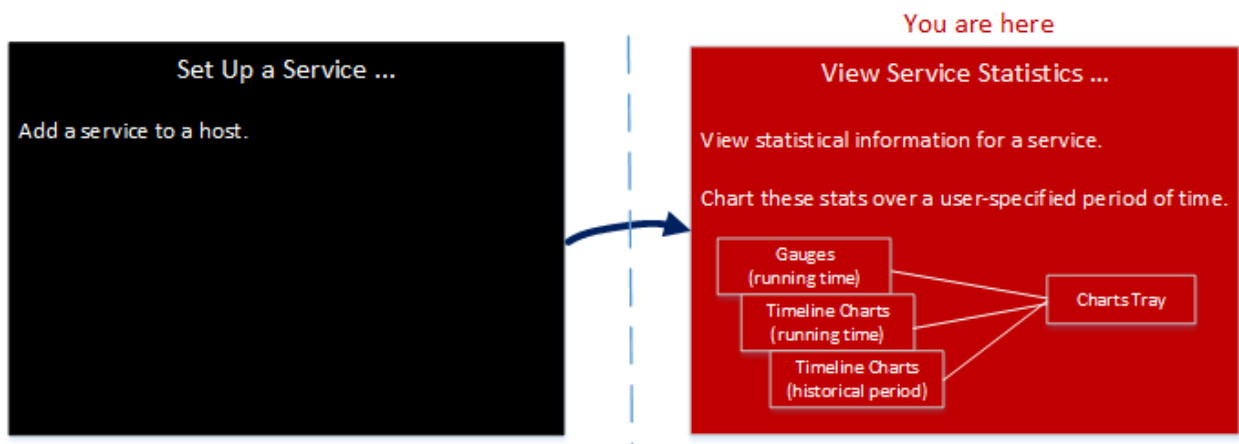 You are here
Set Up a Service ...
Add a service to a host.
View Service Statistics ...
View statistical information for a service.
Chart these stats over a user-specified period of time.
Gauges
(running time)
Timeline Charts
(running time)
Timeline Charts
(historical period)
Charts Tray